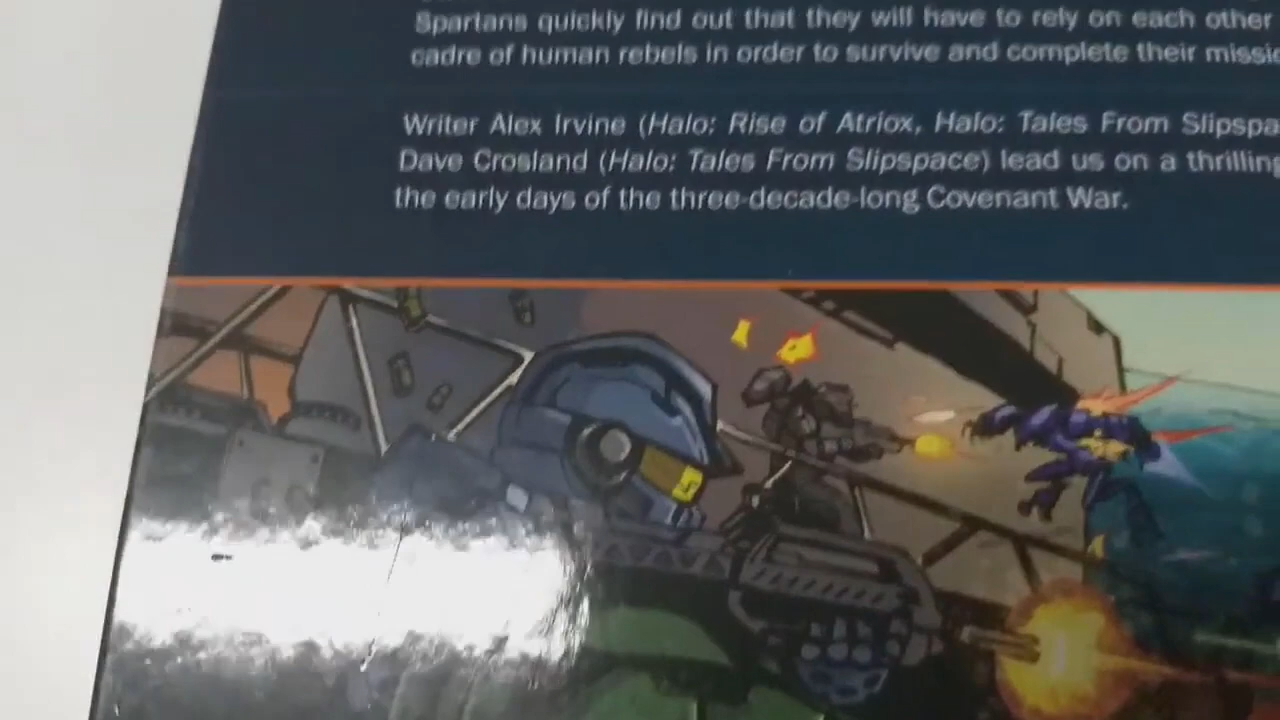 Spartans quickly find out that they will have to rely on each other
cadre of human rebels in order to survive and complete their missi
Writer Alex Irvine (Halo: Rise of Atriox, Halo: Tales From Slipspa
Dave Crosland (Halo: Tales From Slipspace) lead us on a thrilling
the early days of the three-decade-long Covenant War.